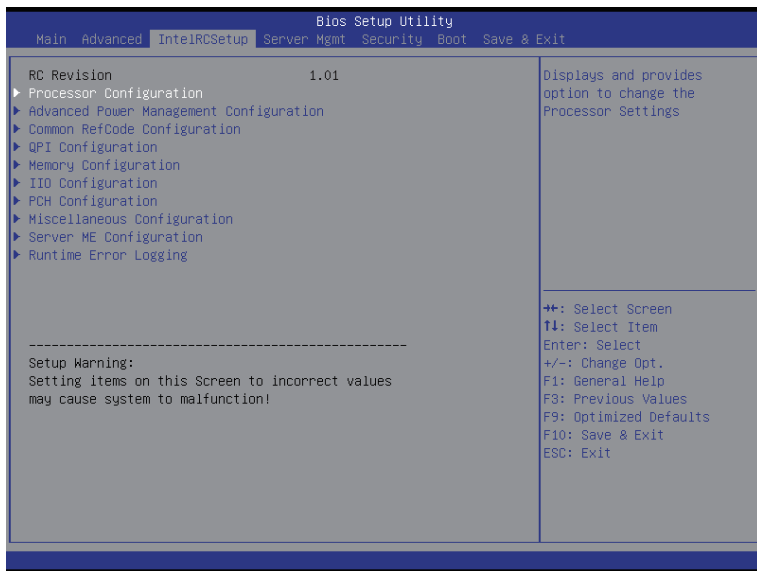 Bios Setup Utility
Main Advanced IntelRCSetup Server Mgmt Security Boot Save & Exit
RC Revision 1.01
Processor Configuration
Advanced Power Management Configuration
Common RefCode Configuration
QPI Configuration
Memory Configuration
IIO Configuration
PCH Configuration
Miscellaneous Configuration
Server ME Configuration
Runtime Error Logging
------------------------------------------------
Setup Warning:
Setting items on this Screen to incorrect values
may cause system to malfunction!
Displays and provides
option to change the
Processor Settings
→←: Select Screen
↑↓: Select Item
Enter: Select
+/-: Change Opt.
F1: General Help
F3: Previous Values
F9: Optimized Defaults
F10: Save & Exit
ESC: Exit